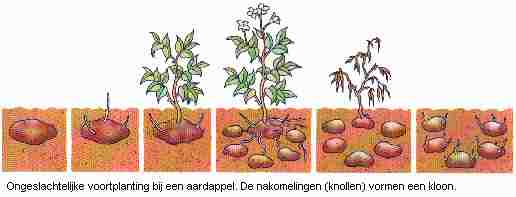 Ongeslachtelijke voortplanting bij een aardappel. De nakomelingen (knollen) vormen een kloon.